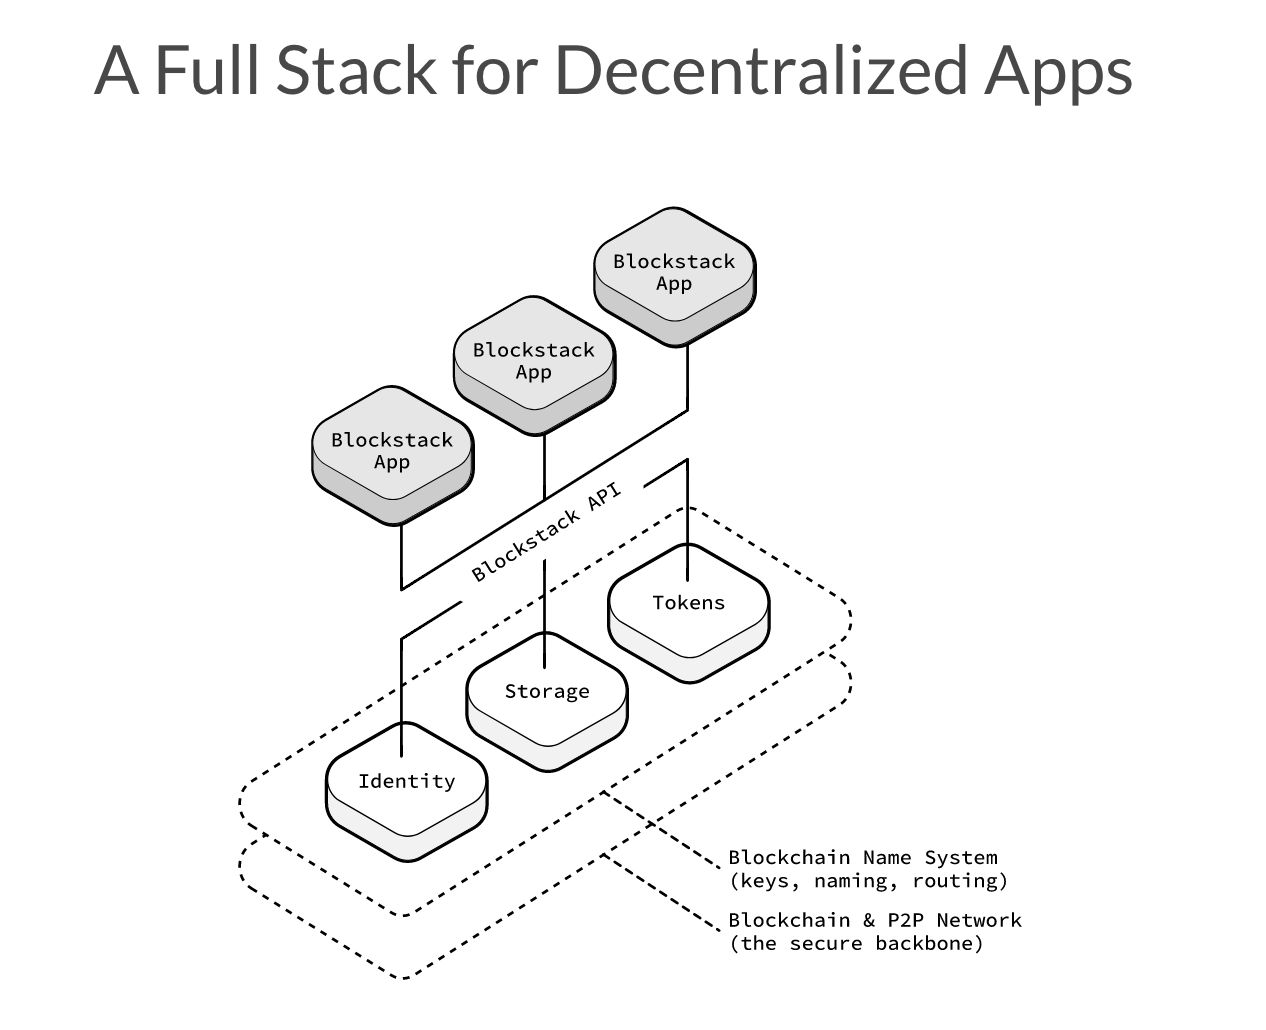 A Full Stack for Decentralized Apps
Blockstack
App
Blockstack
App
Blockstack
App
Blockstack API
Tokens
Storage
Identity
Blockchain Name System
(keys, naming, routing)
Blockchain & P2P Network
(the secure backbone)